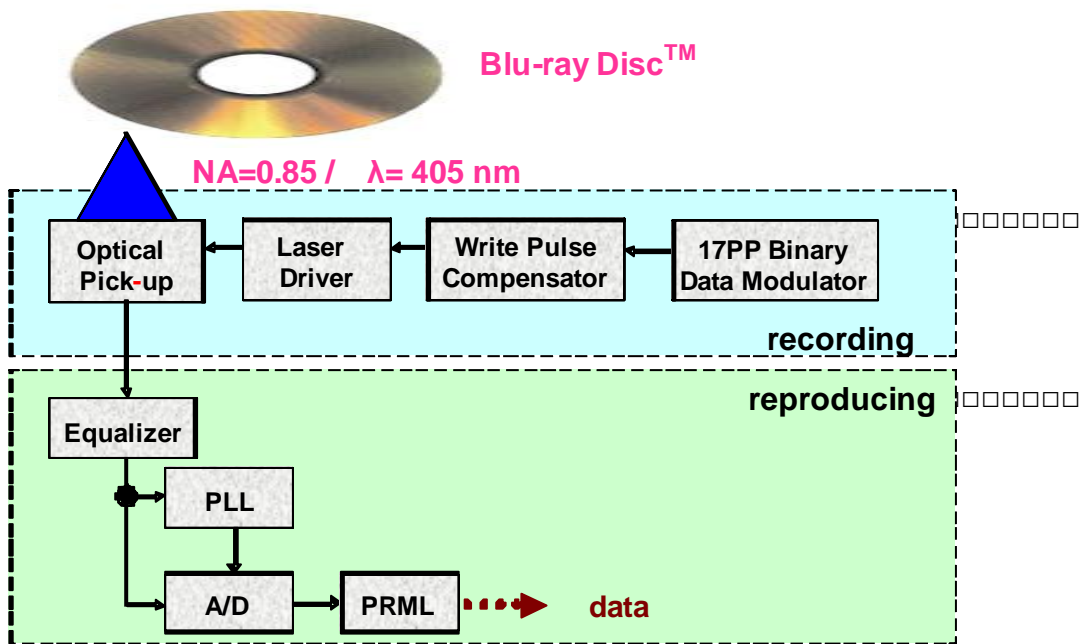 Blu-ray Disc™
NA=0.85 / λ= 405 nm
Optical
Pick-up
Laser
Driver
Write Pulse
Compensator
17PP Binary
Data Modulator
□□□□□□
recording
reproducing
□□□□□□
Equalizer
PLL
A/D
PRML
data